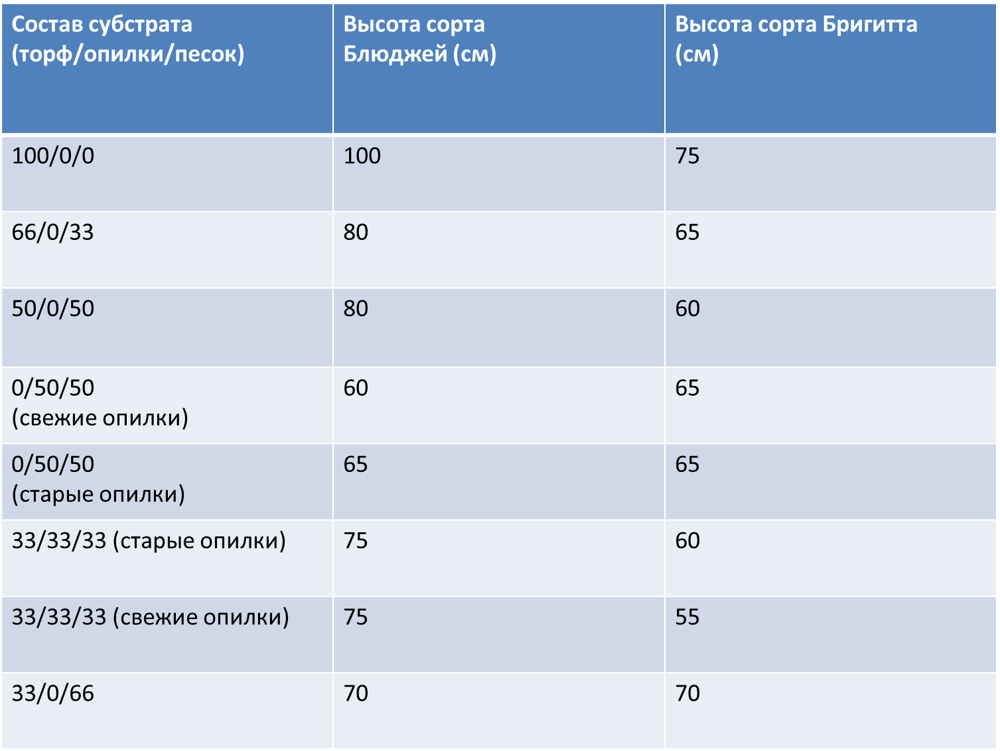 Состав субстрата
(торф/опилки/песок)
Высота сорта
Блюджей (см)
Высота сорта Бригитта
(см)
100/0/0
100
75
66/0/33
80
65
50/0/50
80
60
0/50/50
(свежие опилки)
60
65
0/50/50
(старые опилки)
65
65
33/33/33 (старые опилки)
75
60
33/33/33 (свежие опилки)
75
55
33/0/66
70
70